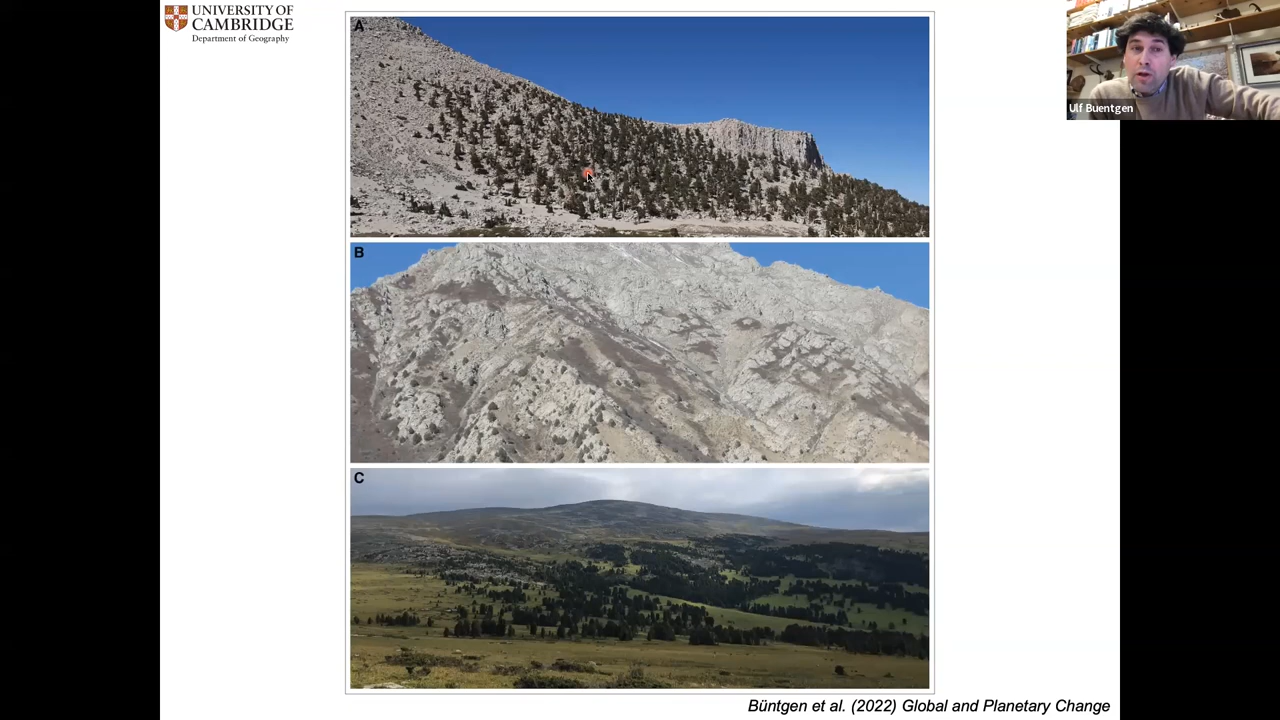 UNIVERSITY OF
CAMBRIDGE
Department of Geography
A
Ulf Buentgen
B
C
Büntgen et al. (2022) Global and Planetary Change